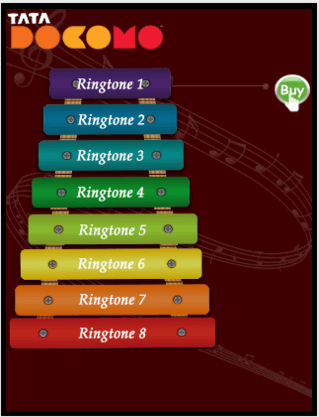 TATA
DOCOMO
Ringtone 1
Buy
Ringtone 2
Ringtone 3
Ringtone 4
Ringtone 5
Ringtone 6
Ringtone 7
Ringtone 8